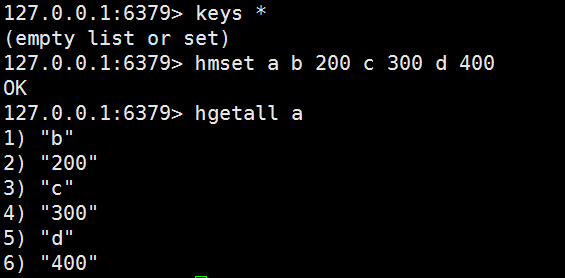 127.0.0.1:6379> keys *
(empty list or set)
127.0.0.1:6379> hmset a b 200 c 300 d 400
OK
127.0.0.1:6379> hgetall a
1) "b"
2) "200"
3) "c"
4) "300"
5) "d"
6) "400"